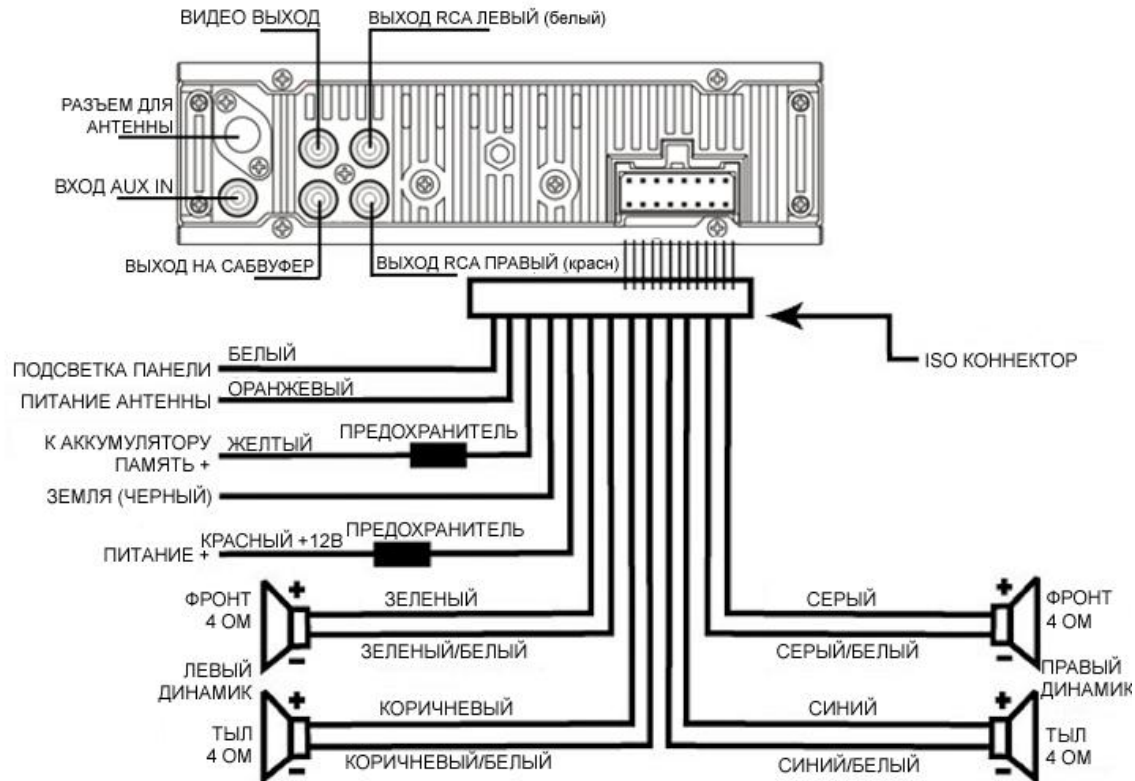 ВИДЕО ВЫХОД
ВЫХОД RCA ЛЕВЫЙ (белый)
РАЗЪЕМ ДЛЯ
АНТЕННЫ
ВХОД AUX IN
ВЫХОД НА САБВУФЕР
ВЫХОД RCA ПРАВЫЙ (красн)
ISO КОННЕКТОР
ПОДСВЕТКА ПАНЕЛИ
БЕЛЫЙ
ПИТАНИЕ АНТЕННЫ
ОРАНЖЕВЫЙ
К АККУМУЛЯТОРУ
ПАМЯТЬ +
ЖЕЛТЫЙ
ПРЕДОХРАНИТЕЛЬ
ЗЕМЛЯ (ЧЕРНЫЙ)
ПИТАНИЕ +
КРАСНЫЙ +12В
ПРЕДОХРАНИТЕЛЬ
ФРОНТ
4 ОМ
+
-
ЗЕЛЕНЫЙ
ЗЕЛЕНЫЙ/БЕЛЫЙ
СЕРЫЙ
СЕРЫЙ/БЕЛЫЙ
+
-
ФРОНТ
4 ОМ
ЛЕВЫЙ
ДИНАМИК
ПРАВЫЙ
ДИНАМИК
ТЫЛ
4 ОМ
+
-
КОРИЧНЕВЫЙ
КОРИЧНЕВЫЙ/БЕЛЫЙ
СИНИЙ
СИНИЙ/БЕЛЫЙ
+
-
ТЫЛ
4 ОМ